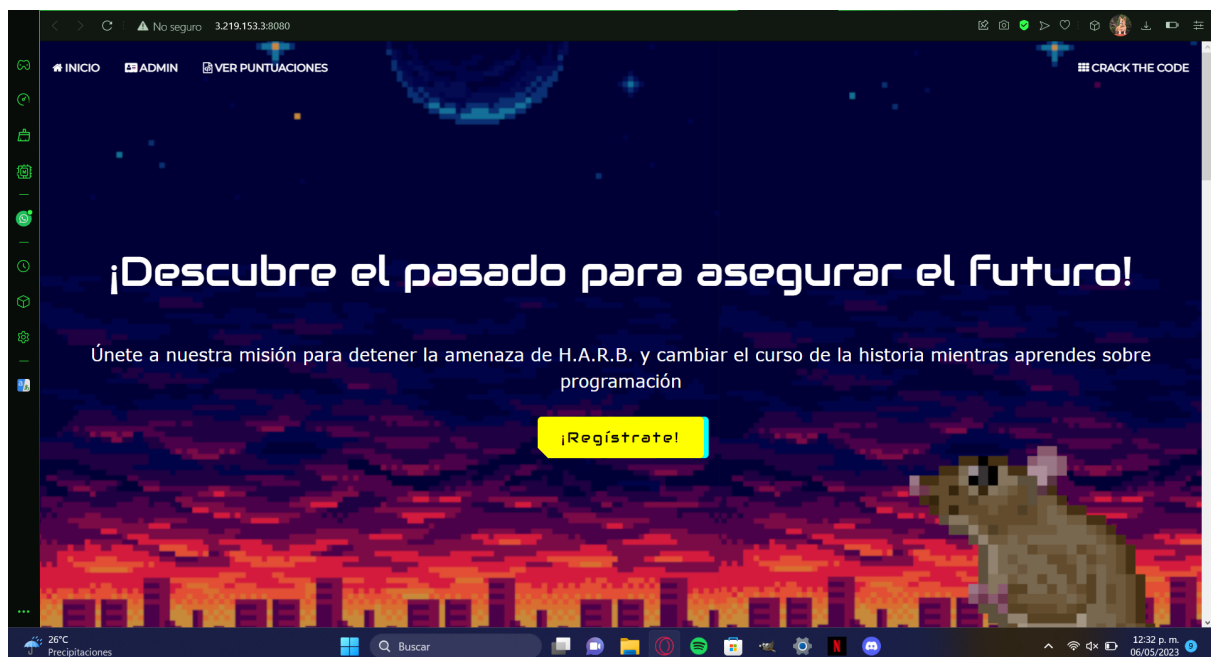 No seguro 3.219.153.3:8080
INICIO ADMIN VER PUNTUACIONES CRACK THE CODE
¡Descubre el pasado para asegurar el futuro!
Únete a nuestra misión para detener la amenaza de H.A.R.B. y cambiar el curso de la historia mientras aprendes sobre
programación
¡Regístrate!
26°C
Precipitaciones
Buscar
12:32 p. m.
06/05/2023
9